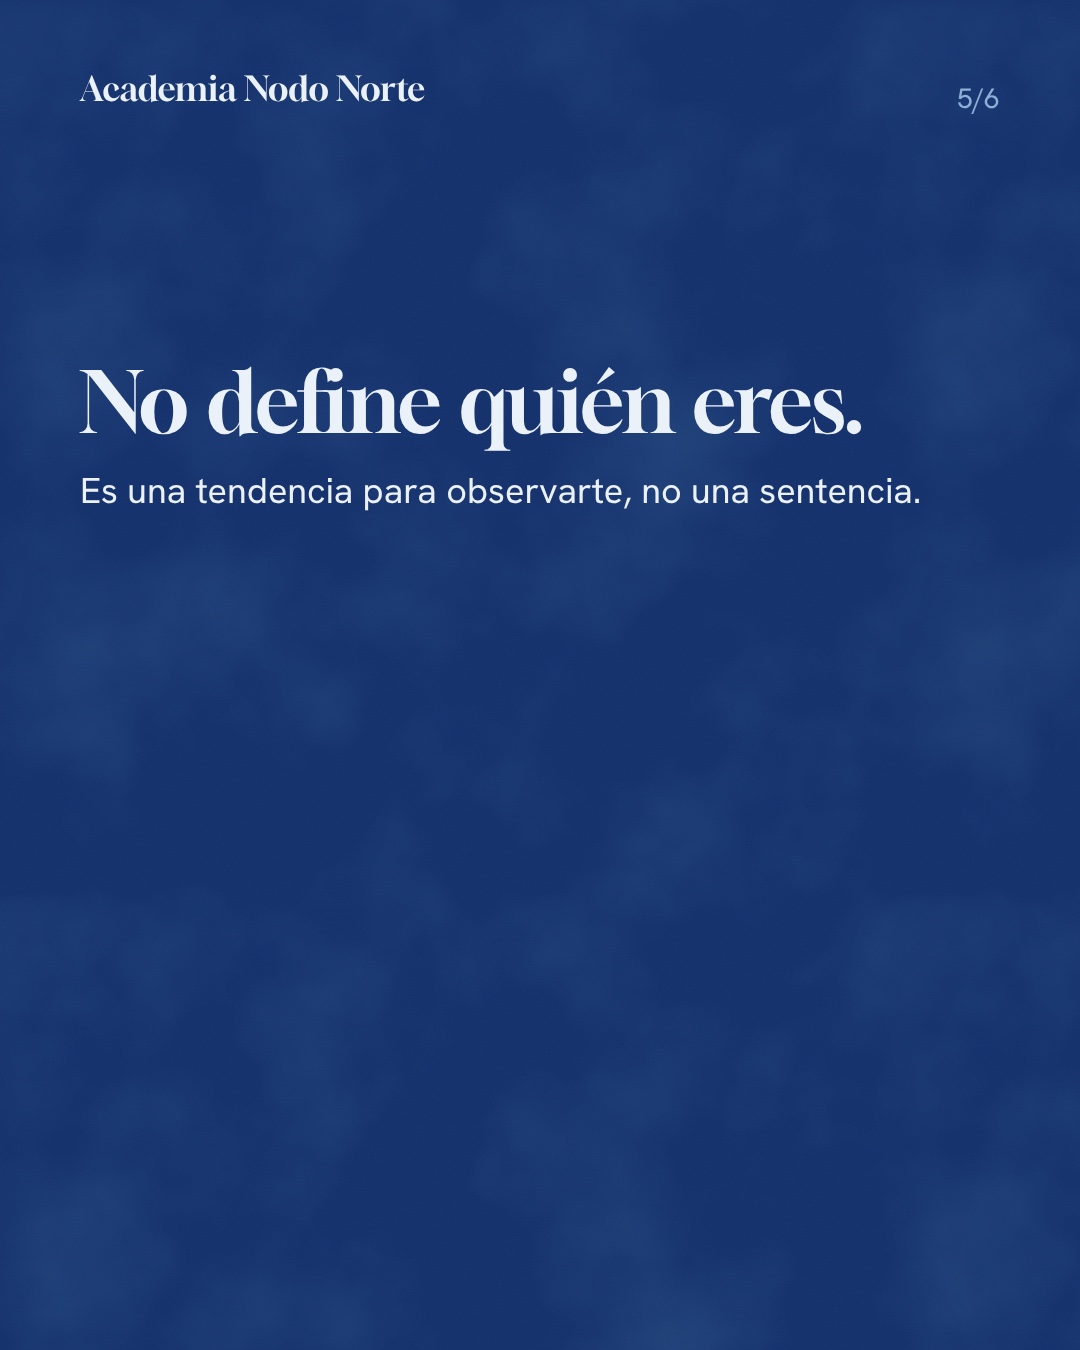 Academia Nodo Norte
5/6
No define quién eres.
Es una tendencia para observarte, no una sentencia.